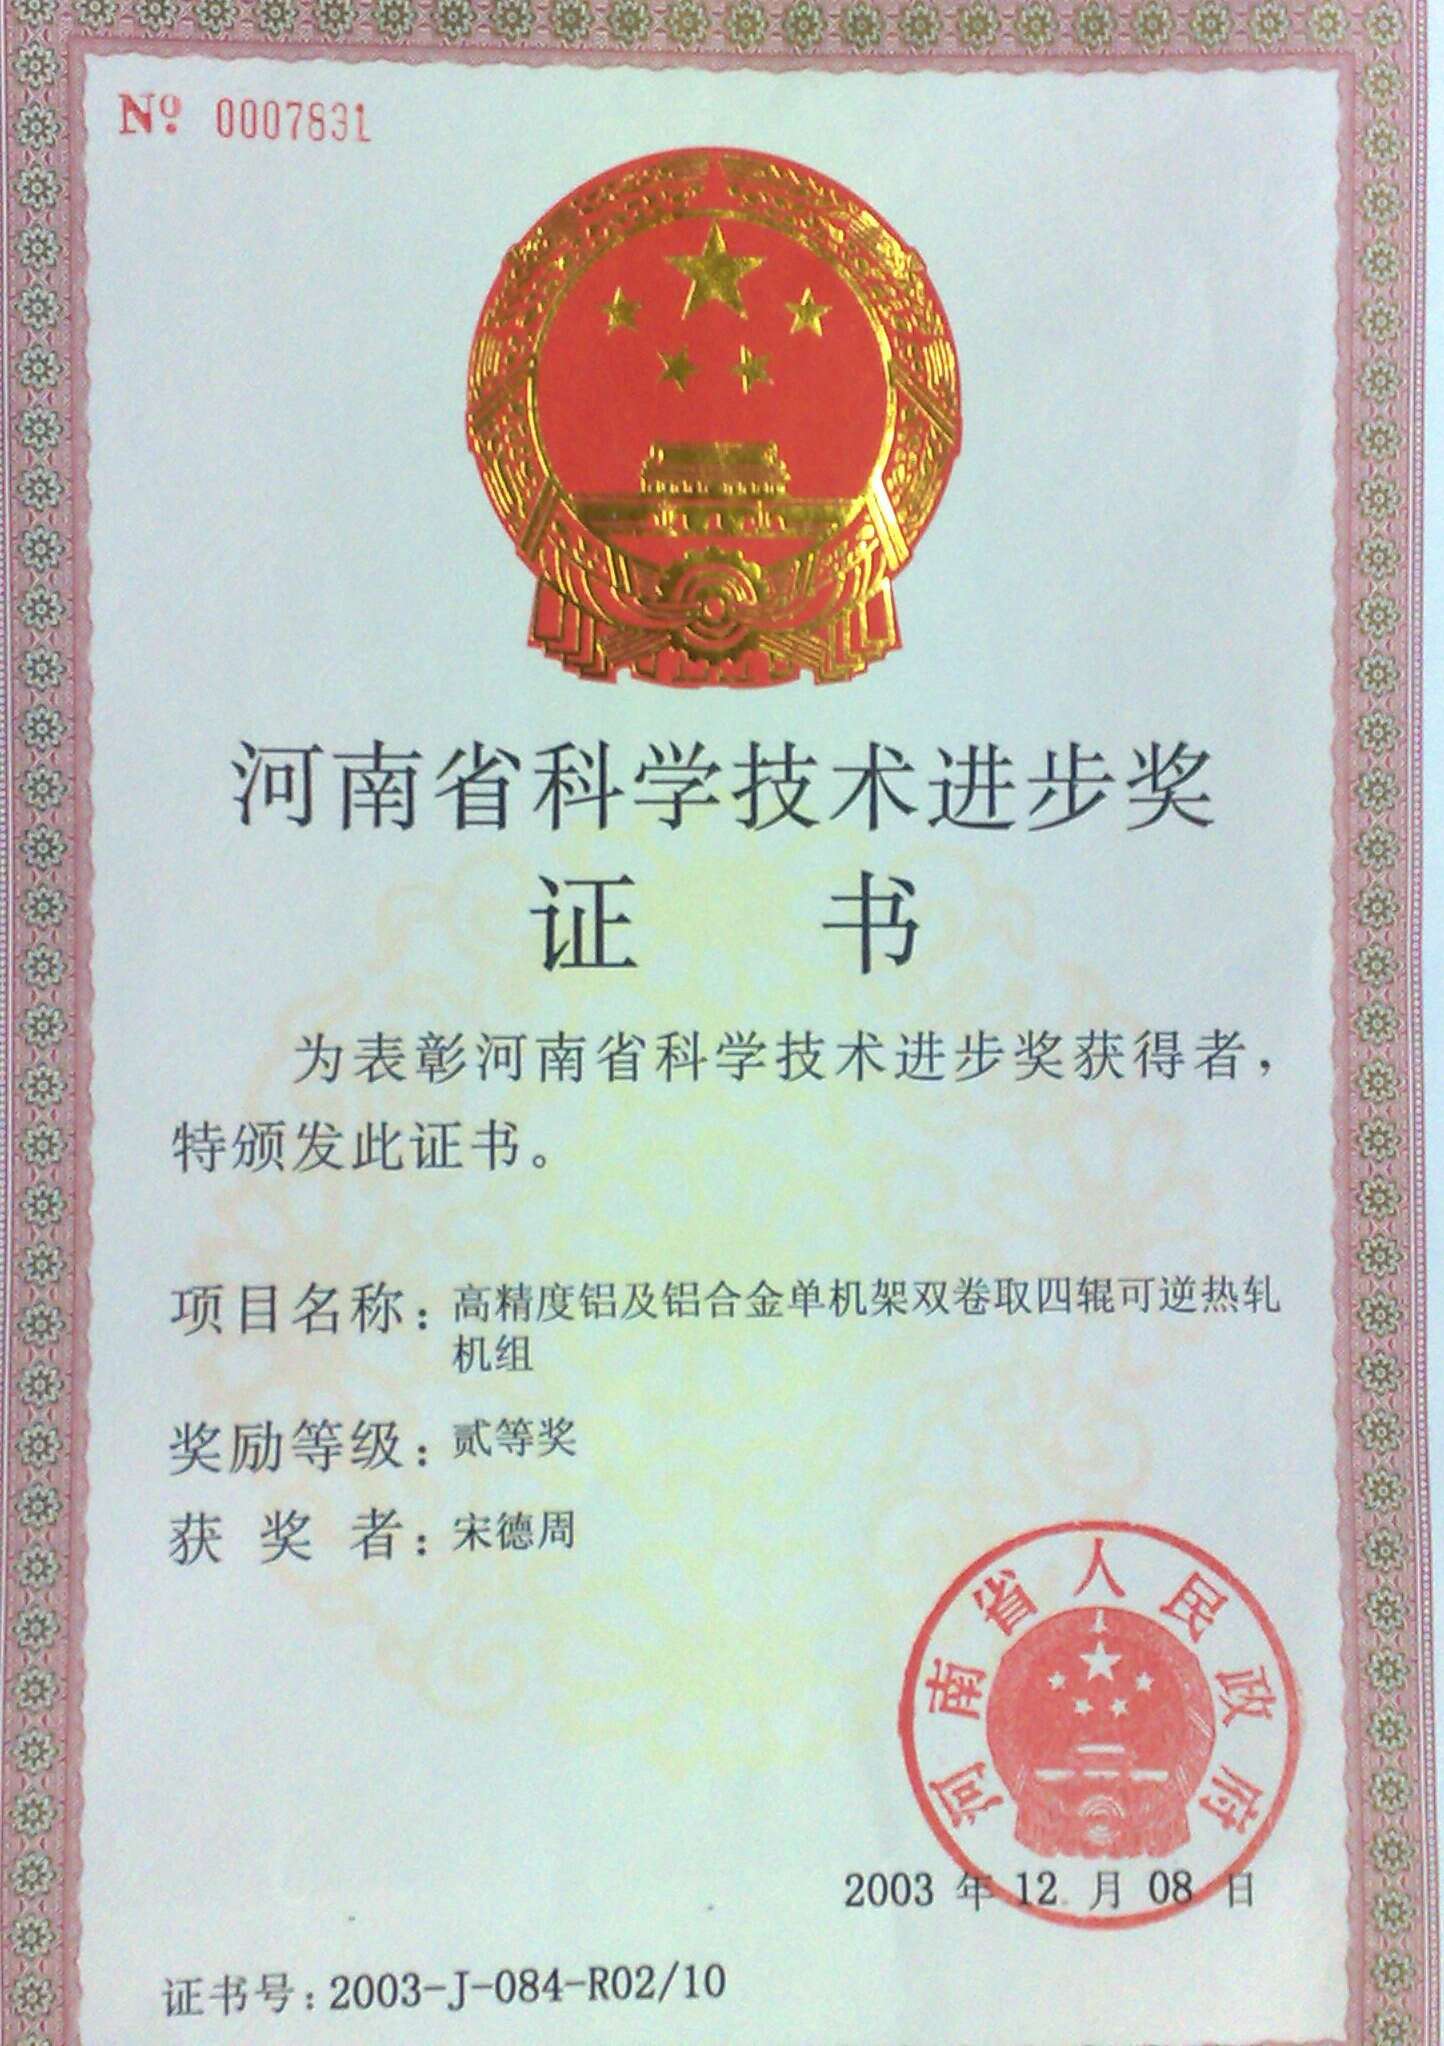 Nº 0007831
河南省科学技术进步奖
证 书
为表彰河南省科学技术进步奖获得者，
特颁发此证书。
项目名称：高精度铝及铝合金单机架双卷取四辊可逆热轧
机组
奖励等级：贰等奖
获 奖 者：宋德周
河南省人民政府
2003 年 12 月 08 日
证书号：2003-J-084-R02/10